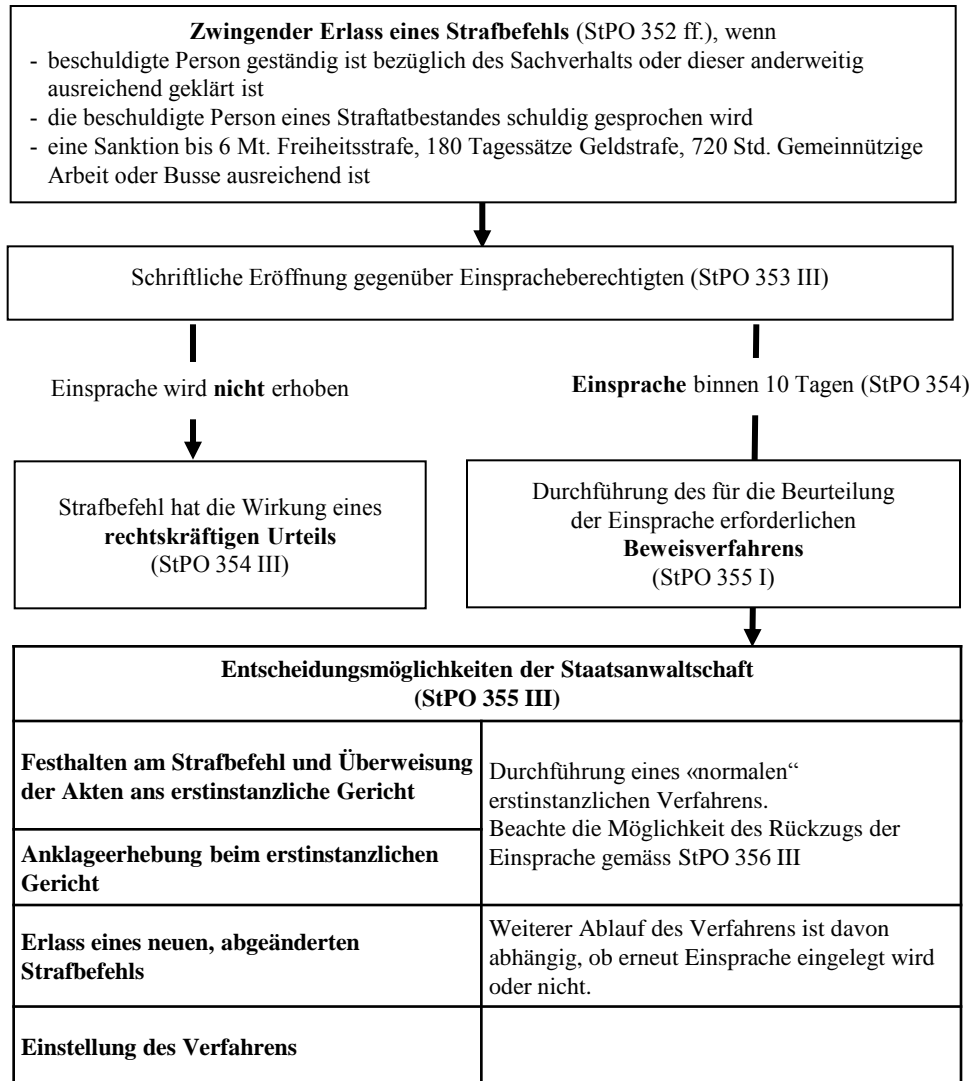 Zwingender Erlass eines Strafbefehls (StPO 352 ff.), wenn
- beschuldigte Person geständig ist bezüglich des Sachverhalts oder dieser anderweitig
ausreichend geklärt ist
- die beschuldigte Person eines Straftatbestandes schuldig gesprochen wird
- eine Sanktion bis 6 Mt. Freiheitsstrafe, 180 Tagessätze Geldstrafe, 720 Std. Gemeinnützige
Arbeit oder Busse ausreichend ist
Schriftliche Eröffnung gegenüber Einspracheberechtigten (StPO 353 III)
Einsprache wird nicht erhoben
Einsprache binnen 10 Tagen (StPO 354)
Strafbefehl hat die Wirkung eines
rechtskräftigen Urteils
(StPO 354 III)
Durchführung des für die Beurteilung
der Einsprache erforderlichen
Beweisverfahrens
(StPO 355 I)
Entscheidungsmöglichkeiten der Staatsanwaltschaft
(StPO 355 III)
Festhalten am Strafbefehl und Überweisung
der Akten ans erstinstanzliche Gericht
Anklageerhebung beim erstinstanzlichen
Gericht
Durchführung eines «normalen“
erstinstanzlichen Verfahrens.
Beachte die Möglichkeit des Rückzugs der
Einsprache gemäss StPO 356 III
Erlass eines neuen, abgeänderten
Strafbefehls
Weiterer Ablauf des Verfahrens ist davon
abhängig, ob erneut Einsprache eingelegt wird
oder nicht.
Einstellung des Verfahrens